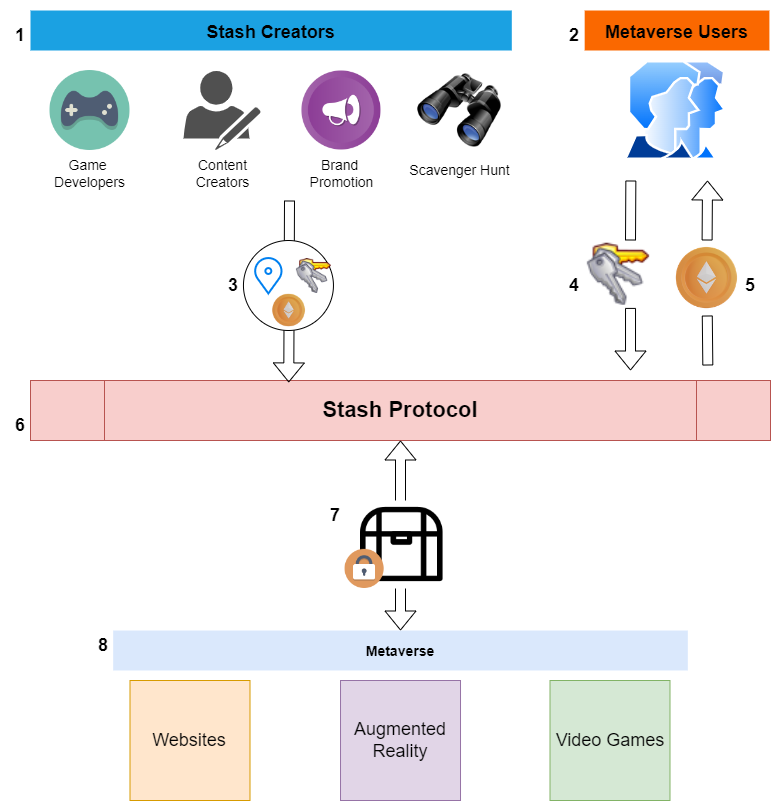 1
Stash Creators
2
Metaverse Users
Game
Developers
Content
Creators
Brand
Promotion
Scavenger Hunt
3
4
5
6
Stash Protocol
7
8
Metaverse
Websites
Augmented
Reality
Video Games